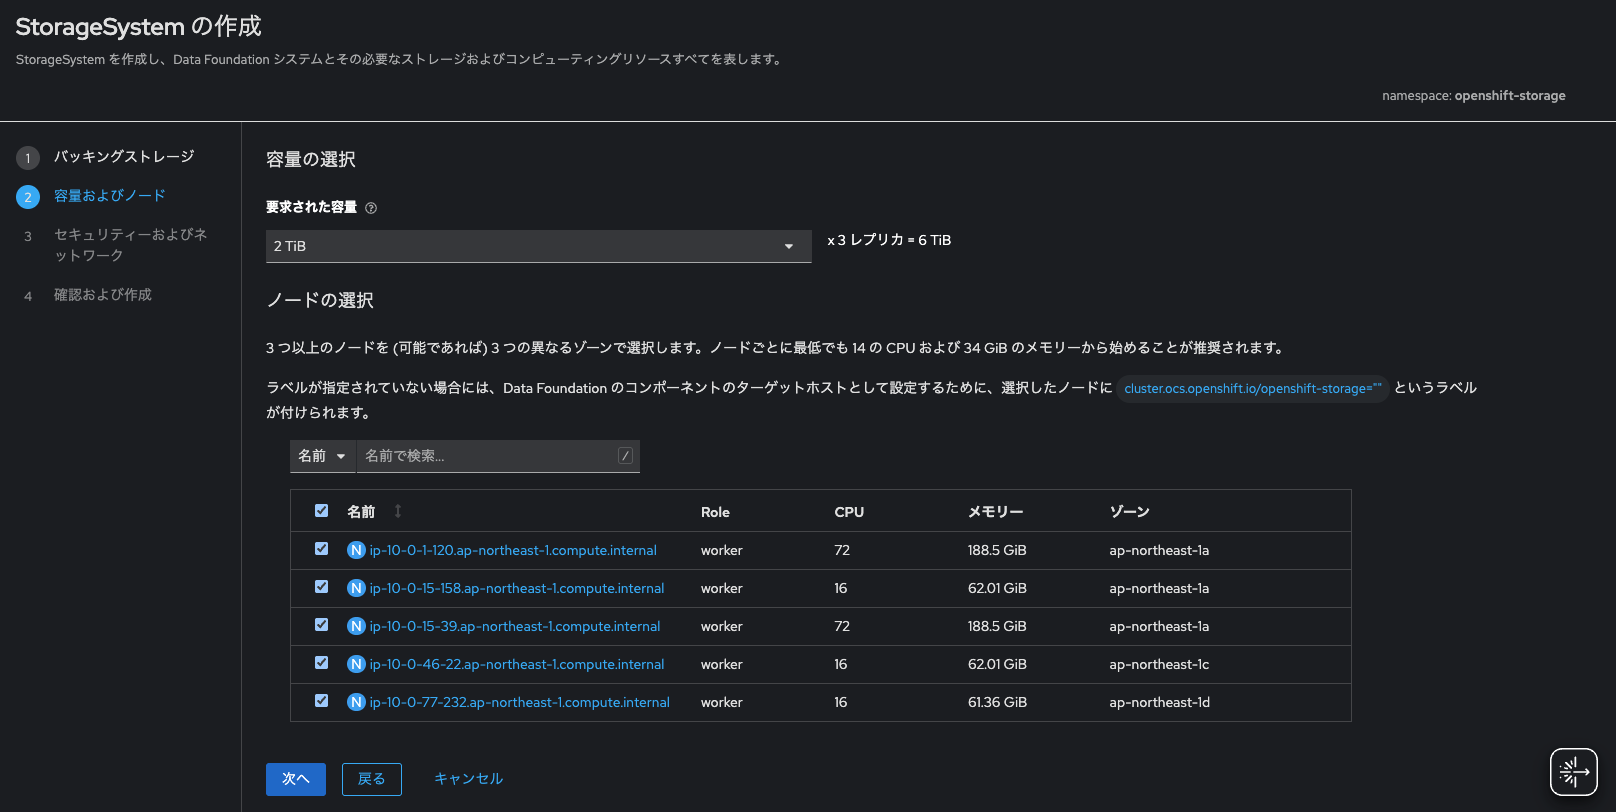 StorageSystem の作成
StorageSystem を作成し、Data Foundation システムとその必要なストレージおよびコンピューティングリソースすべてを表します。
namespace: openshift-storage
1 バッキングストレージ
2 容量およびノード
3 セキュリティーおよびネ
ットワーク
4 確認および作成
容量の選択
要求された容量
2 TiB
x 3 レプリカ = 6 TiB
ノードの選択
3 つ以上のノードを (可能であれば) 3 つの異なるゾーンで選択します。ノードごとに最低でも 14 の CPU および 34 GiB のメモリーから始めることが推奨されます。
ラベルが指定されていない場合には、Data Foundation のコンポーネントのターゲットホストとして設定するために、選択したノードに cluster.ocs.openshift.io/openshift-storage="" というラベル
が付けられます。
名前 名前で検索... /
名前 Role CPU メモリー ゾーン
N ip-10-0-1-120.ap-northeast-1.compute.internal worker 72 188.5 GiB ap-northeast-1a
N ip-10-0-15-158.ap-northeast-1.compute.internal worker 16 62.01 GiB ap-northeast-1a
N ip-10-0-15-39.ap-northeast-1.compute.internal worker 72 188.5 GiB ap-northeast-1a
N ip-10-0-46-22.ap-northeast-1.compute.internal worker 16 62.01 GiB ap-northeast-1c
N ip-10-0-77-232.ap-northeast-1.compute.internal worker 16 61.36 GiB ap-northeast-1d
次へ 戻る キャンセル